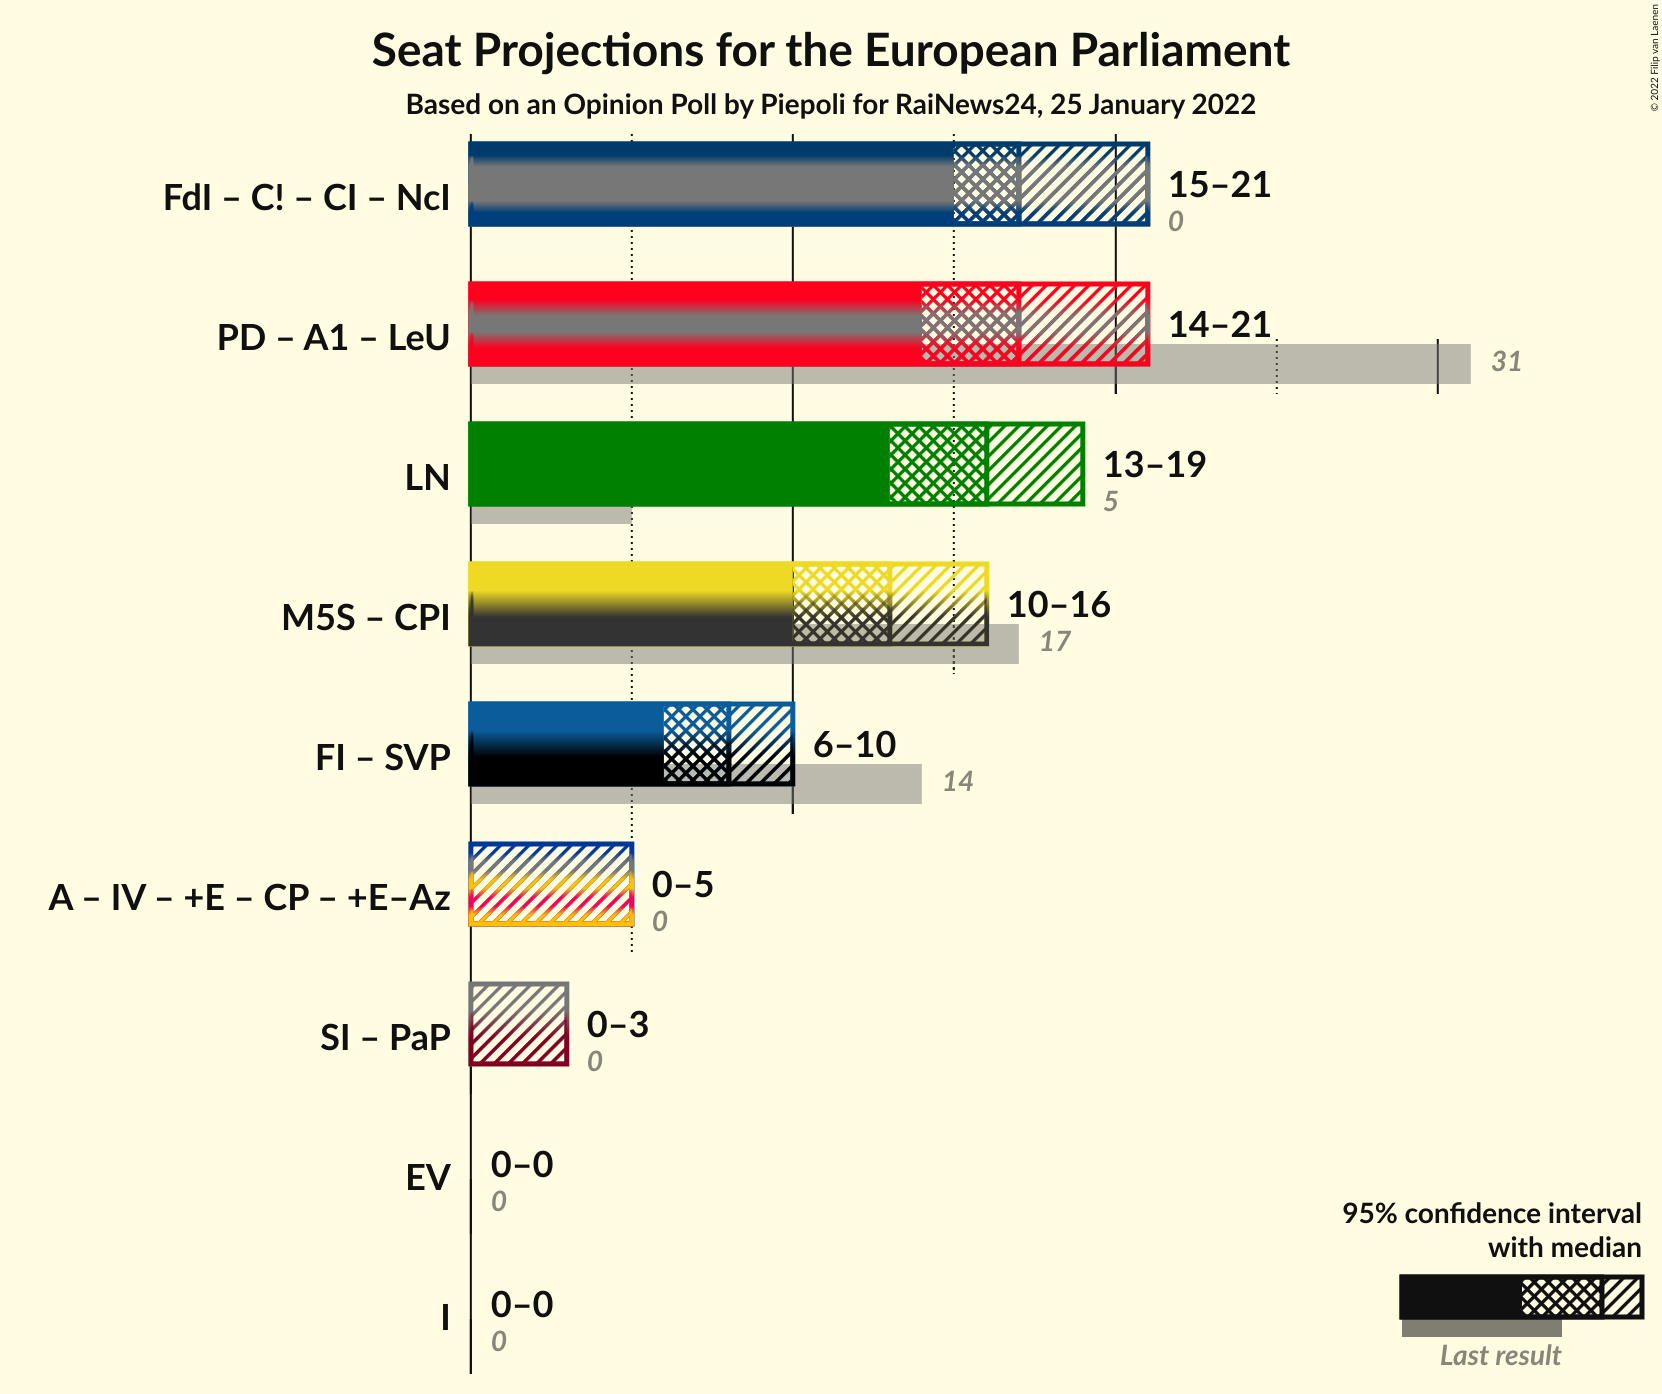 Seat Projections for the European Parliament
Based on an Opinion Poll by Piepoli for RaiNews24, 25 January 2022
© 2022 Filip van Laenen
FdI – C! – CI – NcI
15–21
0
PD – A1 – LeU
14–21
31
LN
13–19
5
M5S – CPI
10–16
17
FI – SVP
6–10
14
A – IV – +E – CP – +E–Az
0–5
0
SI – PaP
0–3
0
EV
0–0
0
I
0–0
0
95% confidence interval
with median
Last result